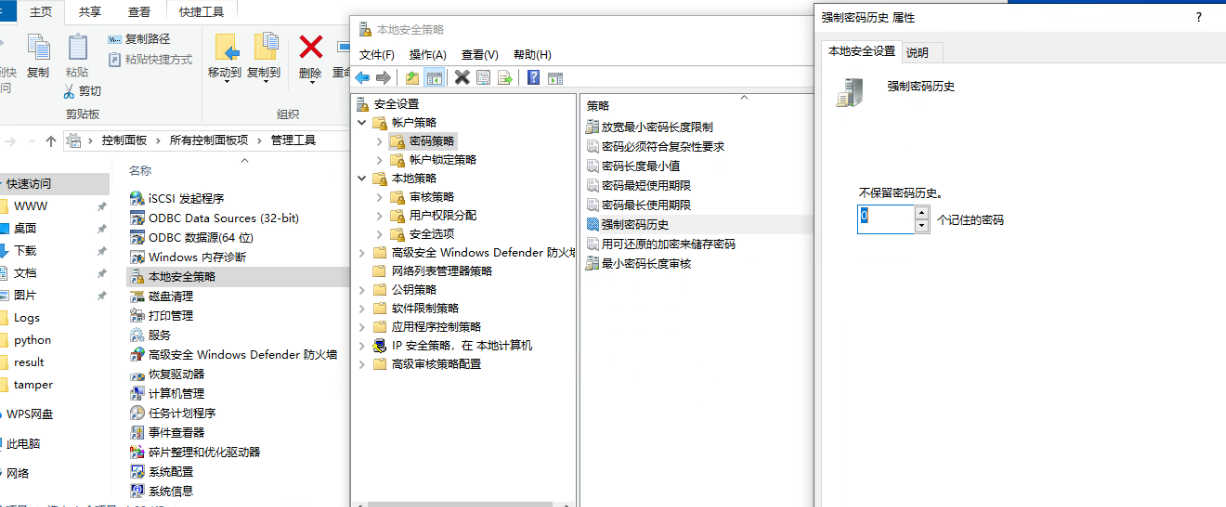 主页 共享 查看 快捷工具
复制
粘贴
复制路径
粘贴快捷方式
剪切
移动到 复制到 删除
剪贴板
组织
控制面板 所有控制面板项 管理工具
名称
快速访问
WWW
桌面
下载
文档
图片
Logs
python
result
tamper
WPS网盘
此电脑
网络
iSCSI 发起程序
ODBC Data Sources (32-bit)
ODBC 数据源(64 位)
Windows 内存诊断
本地安全策略
磁盘清理
打印管理
服务
高级安全 Windows Defender 防火墙
恢复驱动器
计算机管理
任务计划程序
事件查看器
碎片整理和优化驱动器
系统配置
系统信息
本地安全策略
文件(F) 操作(A) 查看(V) 帮助(H)
安全设置
帐户策略
密码策略
帐户锁定策略
本地策略
审核策略
用户权限分配
安全选项
高级安全 Windows Defender 防火墙
网络列表管理器策略
公钥策略
软件限制策略
应用程序控制策略
IP 安全策略，在 本地计算机
高级审核策略配置
策略
放宽最小密码长度限制
密码必须符合复杂性要求
密码长度最小值
密码最短使用期限
密码最长使用期限
强制密码历史
用可还原的加密来储存密码
最小密码长度审核
强制密码历史 属性
?
本地安全设置 说明
强制密码历史
不保留密码历史。
0 个记住的密码